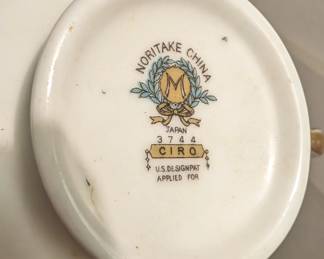 NORITAKE CHINA
M
JAPAN
3744
CIRO
U.S. DESIGN PAT
APPLIED FOR